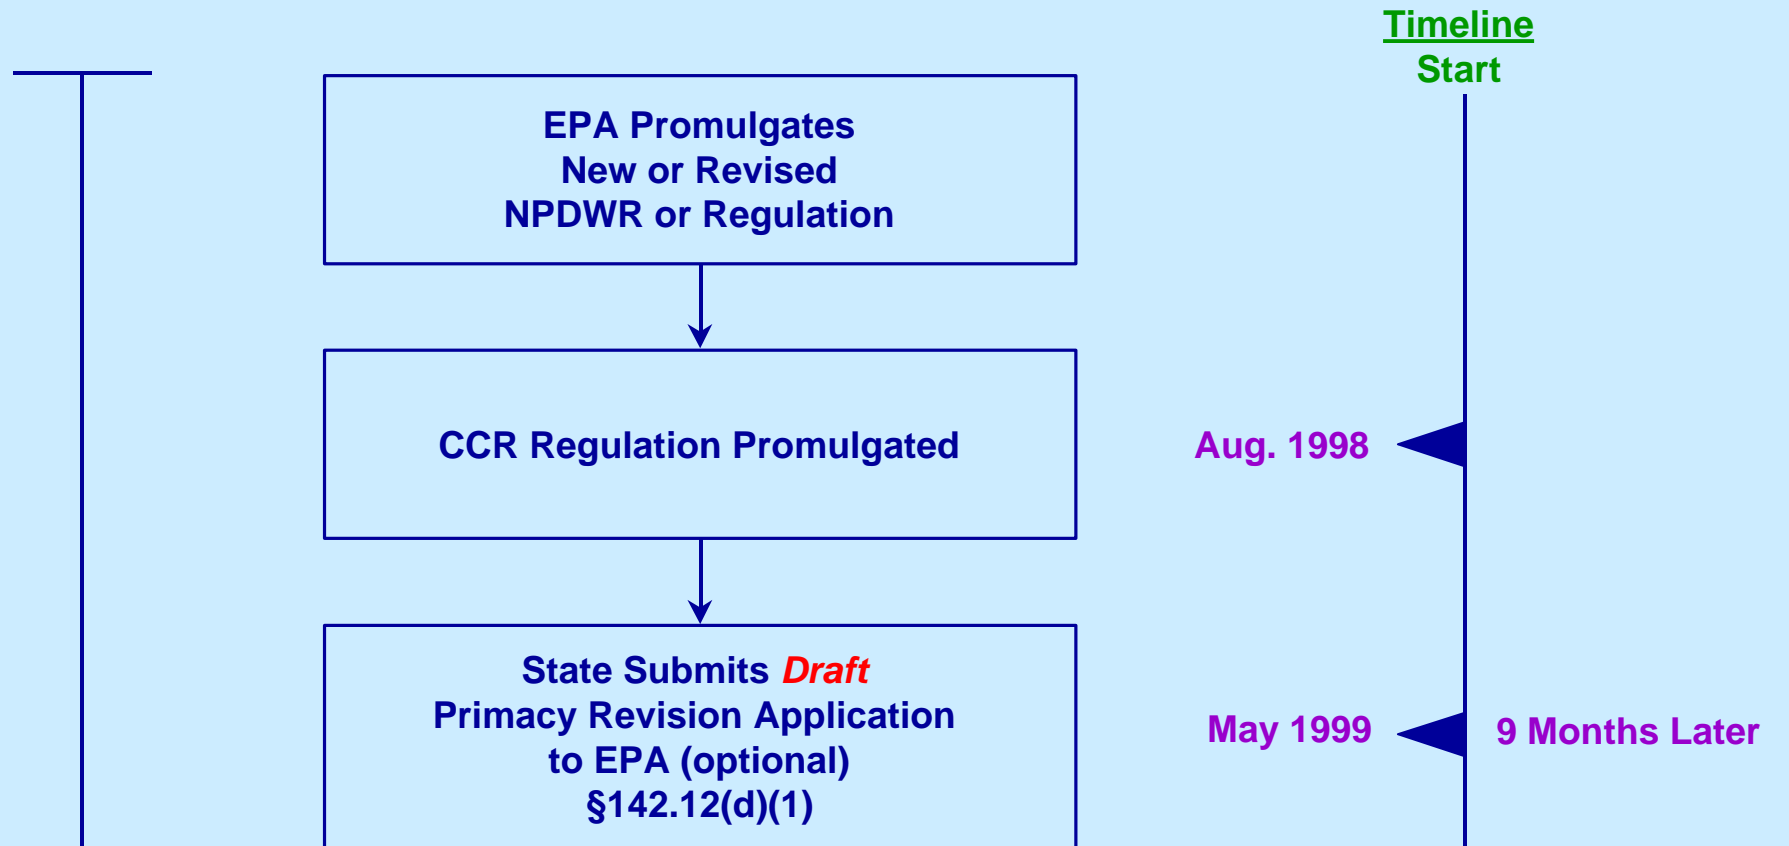 Timeline
Start
EPA Promulgates
New or Revised
NPDWR or Regulation
CCR Regulation Promulgated
Aug. 1998
State Submits Draft
Primacy Revision Application
to EPA (optional)
§142.12(d)(1)
May 1999
9 Months Later